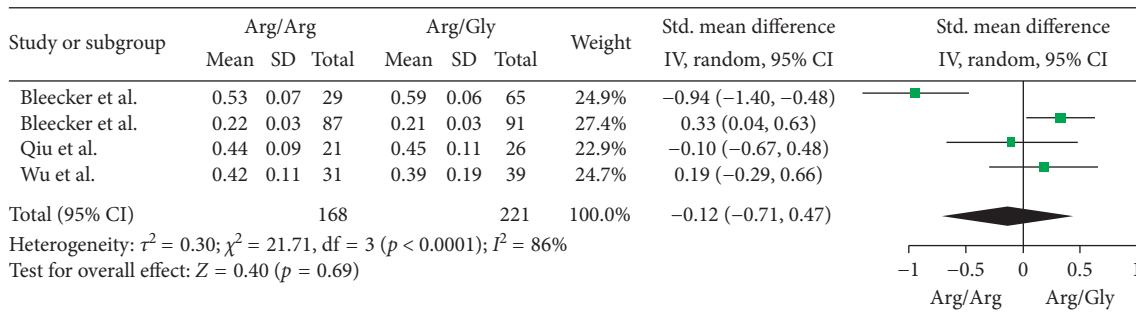 Study or subgroup Arg/Arg Arg/Gly Weight Std. mean difference Std. mean difference
Mean SD Total Mean SD Total IV, random, 95% CI IV, random, 95% CI
Bleecker et al. 0.53 0.07 29 0.59 0.06 65 24.9% −0.94 (−1.40, −0.48)
Bleecker et al. 0.22 0.03 87 0.21 0.03 91 27.4% 0.33 (0.04, 0.63)
Qiu et al. 0.44 0.09 21 0.45 0.11 26 22.9% −0.10 (−0.67, 0.48)
Wu et al. 0.42 0.11 31 0.39 0.19 39 24.7% 0.19 (−0.29, 0.66)
Total (95% CI) 168 221 100.0% −0.12 (−0.71, 0.47)
Heterogeneity: τ² = 0.30; χ² = 21.71, df = 3 (p < 0.0001); I² = 86%
Test for overall effect: Z = 0.40 (p = 0.69)
−1 −0.5 0 0.5 1
Arg/Arg Arg/Gly